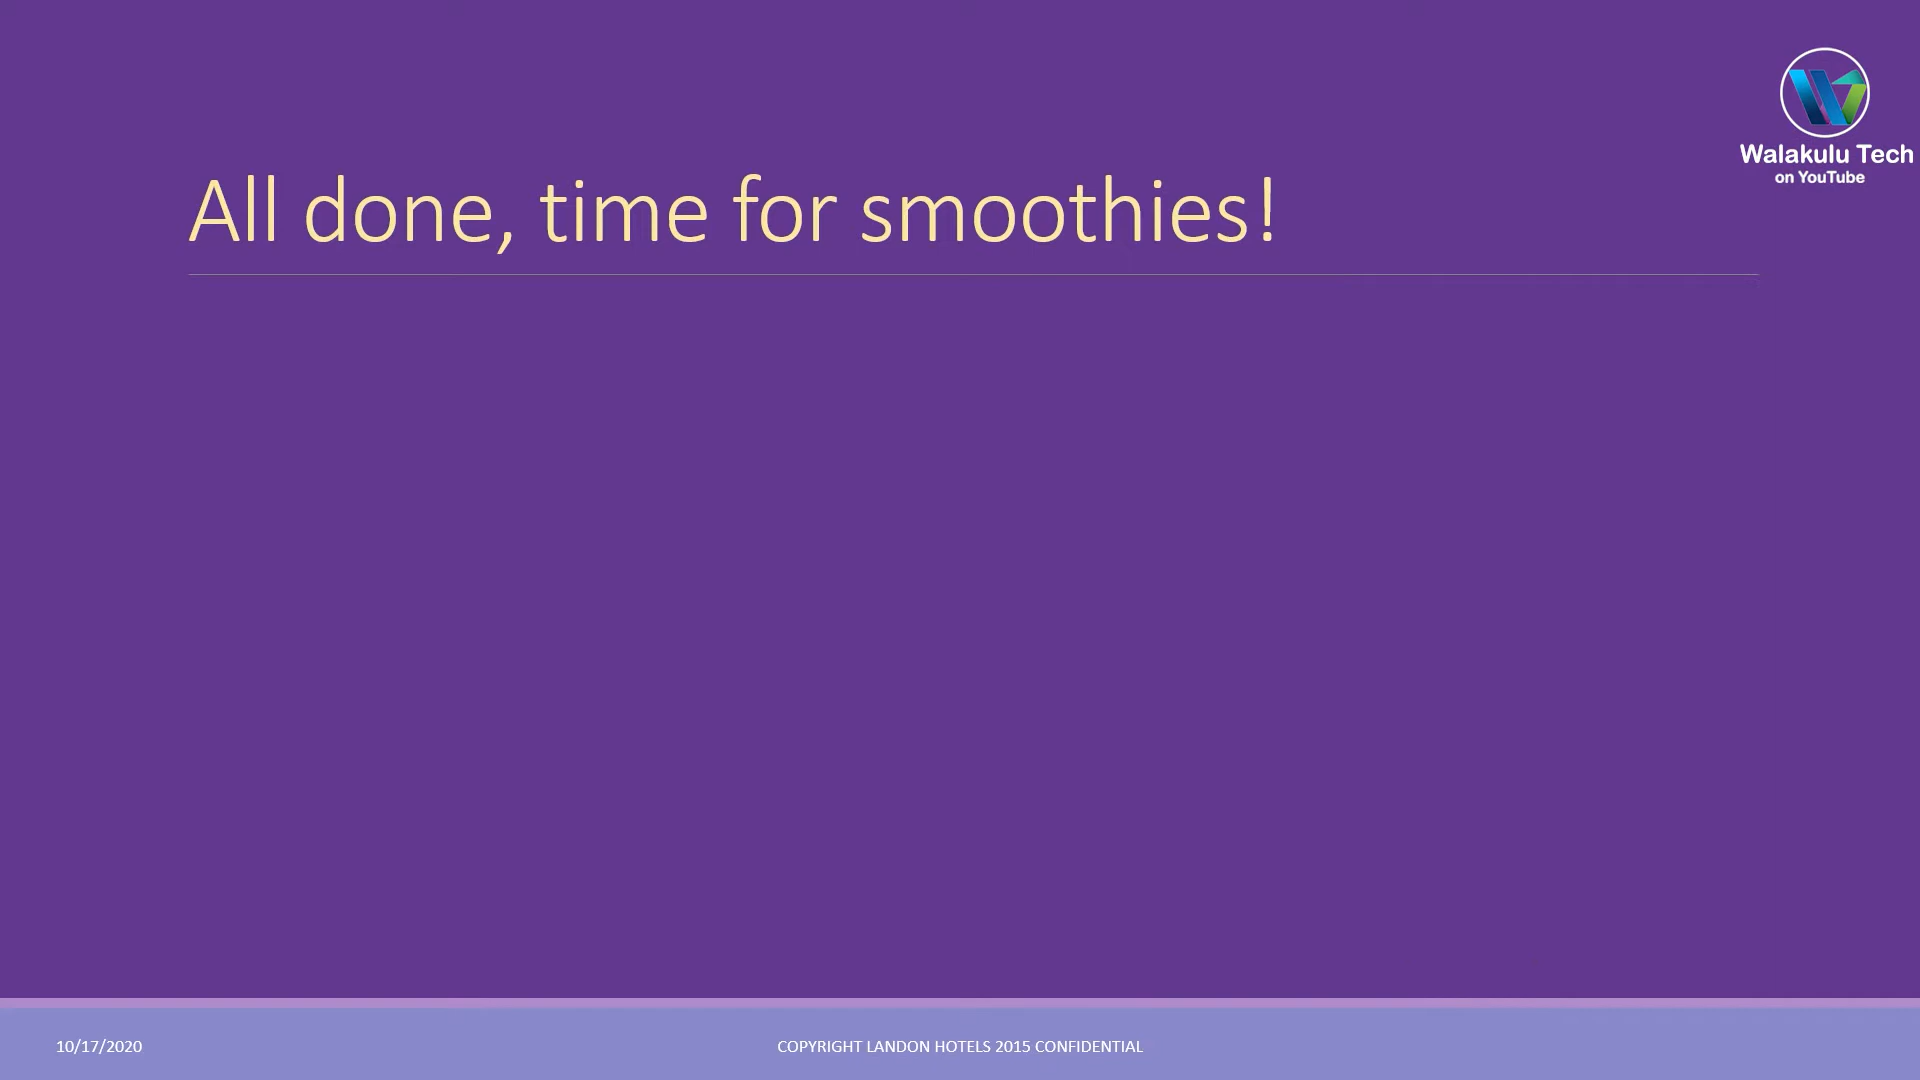 Walakulu Tech
on YouTube
All done, time for smoothies!
10/17/2020
COPYRIGHT LANDON HOTELS 2015 CONFIDENTIAL